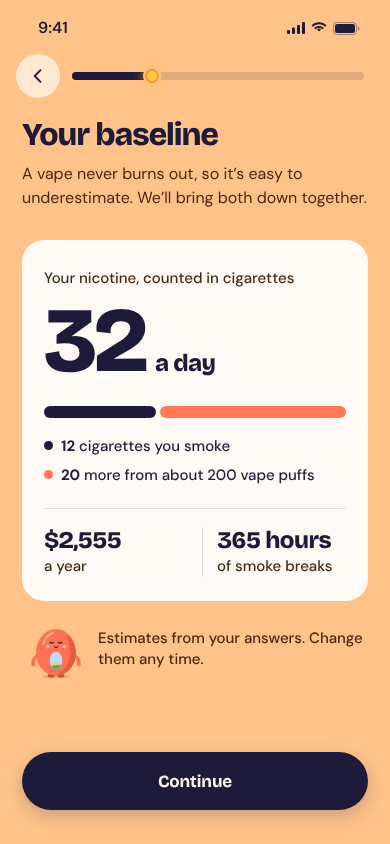 9:41
Your baseline
A vape never burns out, so it’s easy to
underestimate. We’ll bring both down together.
Your nicotine, counted in cigarettes
32 a day
12 cigarettes you smoke
20 more from about 200 vape puffs
$2,555
a year
365 hours
of smoke breaks
Estimates from your answers. Change
them any time.
Continue